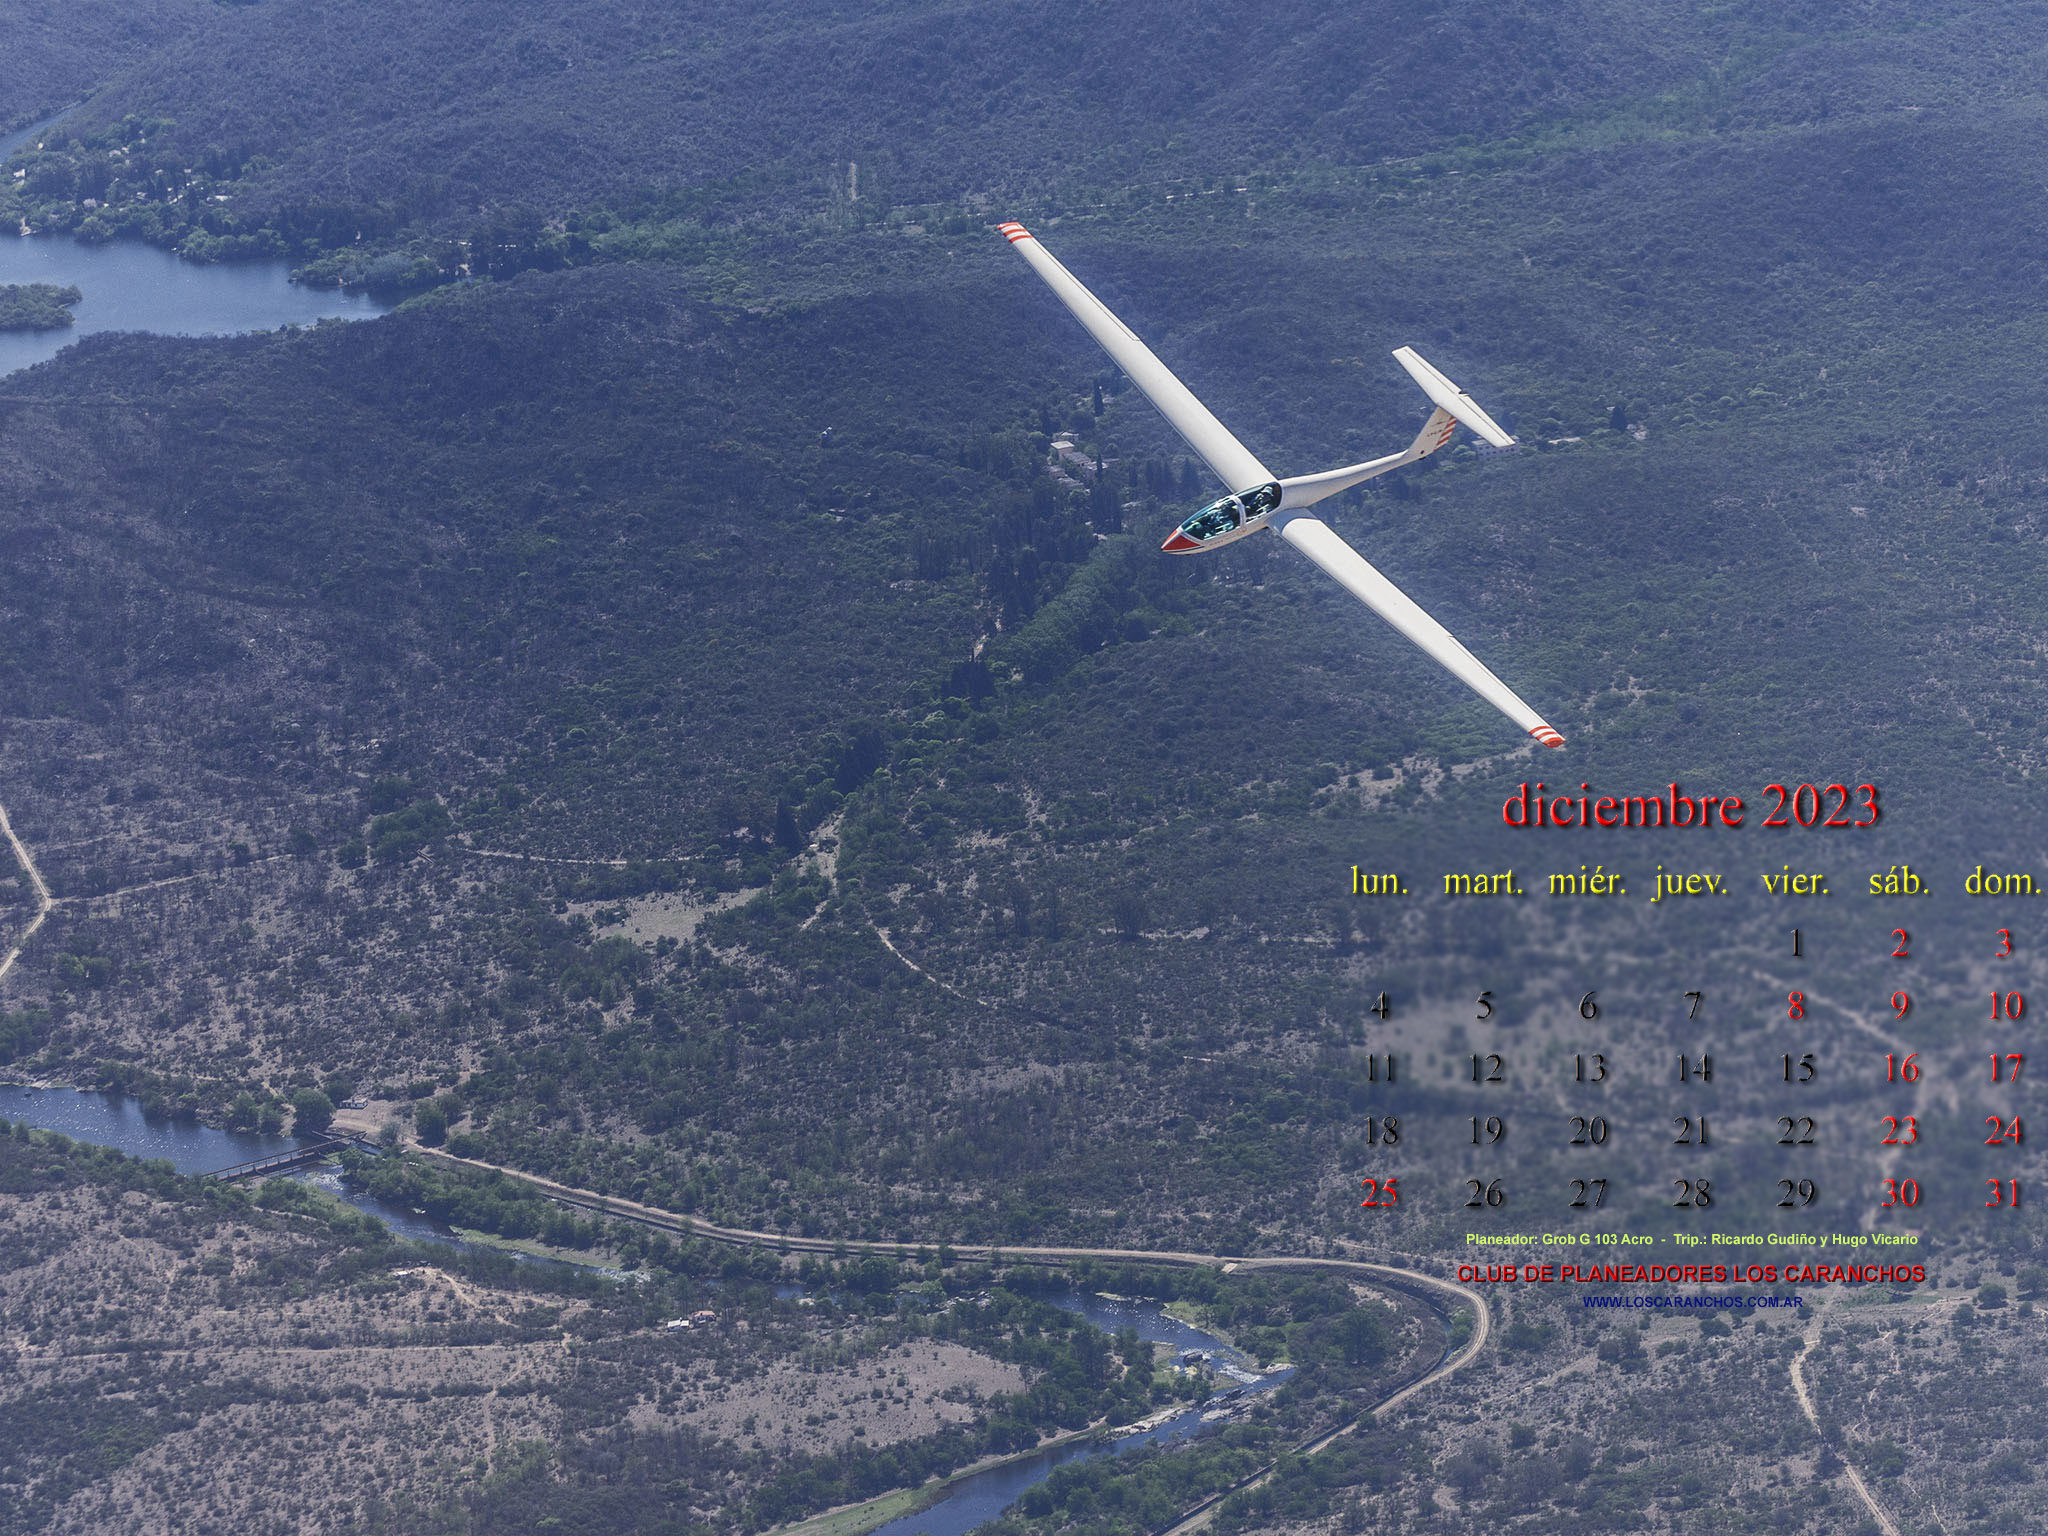 diciembre 2023
lun. mart. miér. juev. vier. sáb. dom.
1 2 3
4 5 6 7 8 9 10
11 12 13 14 15 16 17
18 19 20 21 22 23 24
25 26 27 28 29 30 31
Planeador: Grob G 103 Acro - Trip.: Ricardo Gudiño y Hugo Vicario
CLUB DE PLANEADORES LOS CARANCHOS
WWW.LOSCARANCHOS.COM.AR